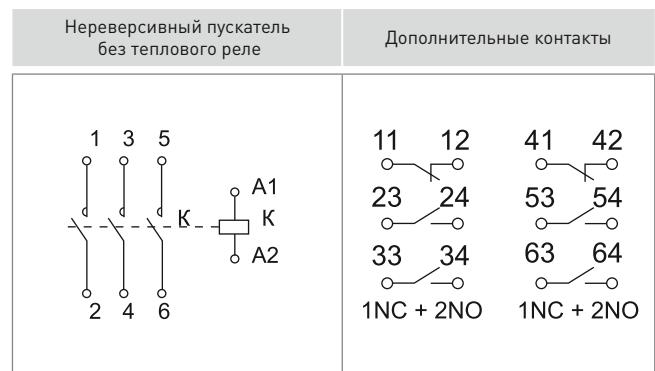 Нереверсивный пускатель
без теплового реле
Дополнительные контакты
1 3 5
A1
K K
A2
2 4 6
11 12 41 42
23 24 53 54
33 34 63 64
1NC + 2NO 1NC + 2NO